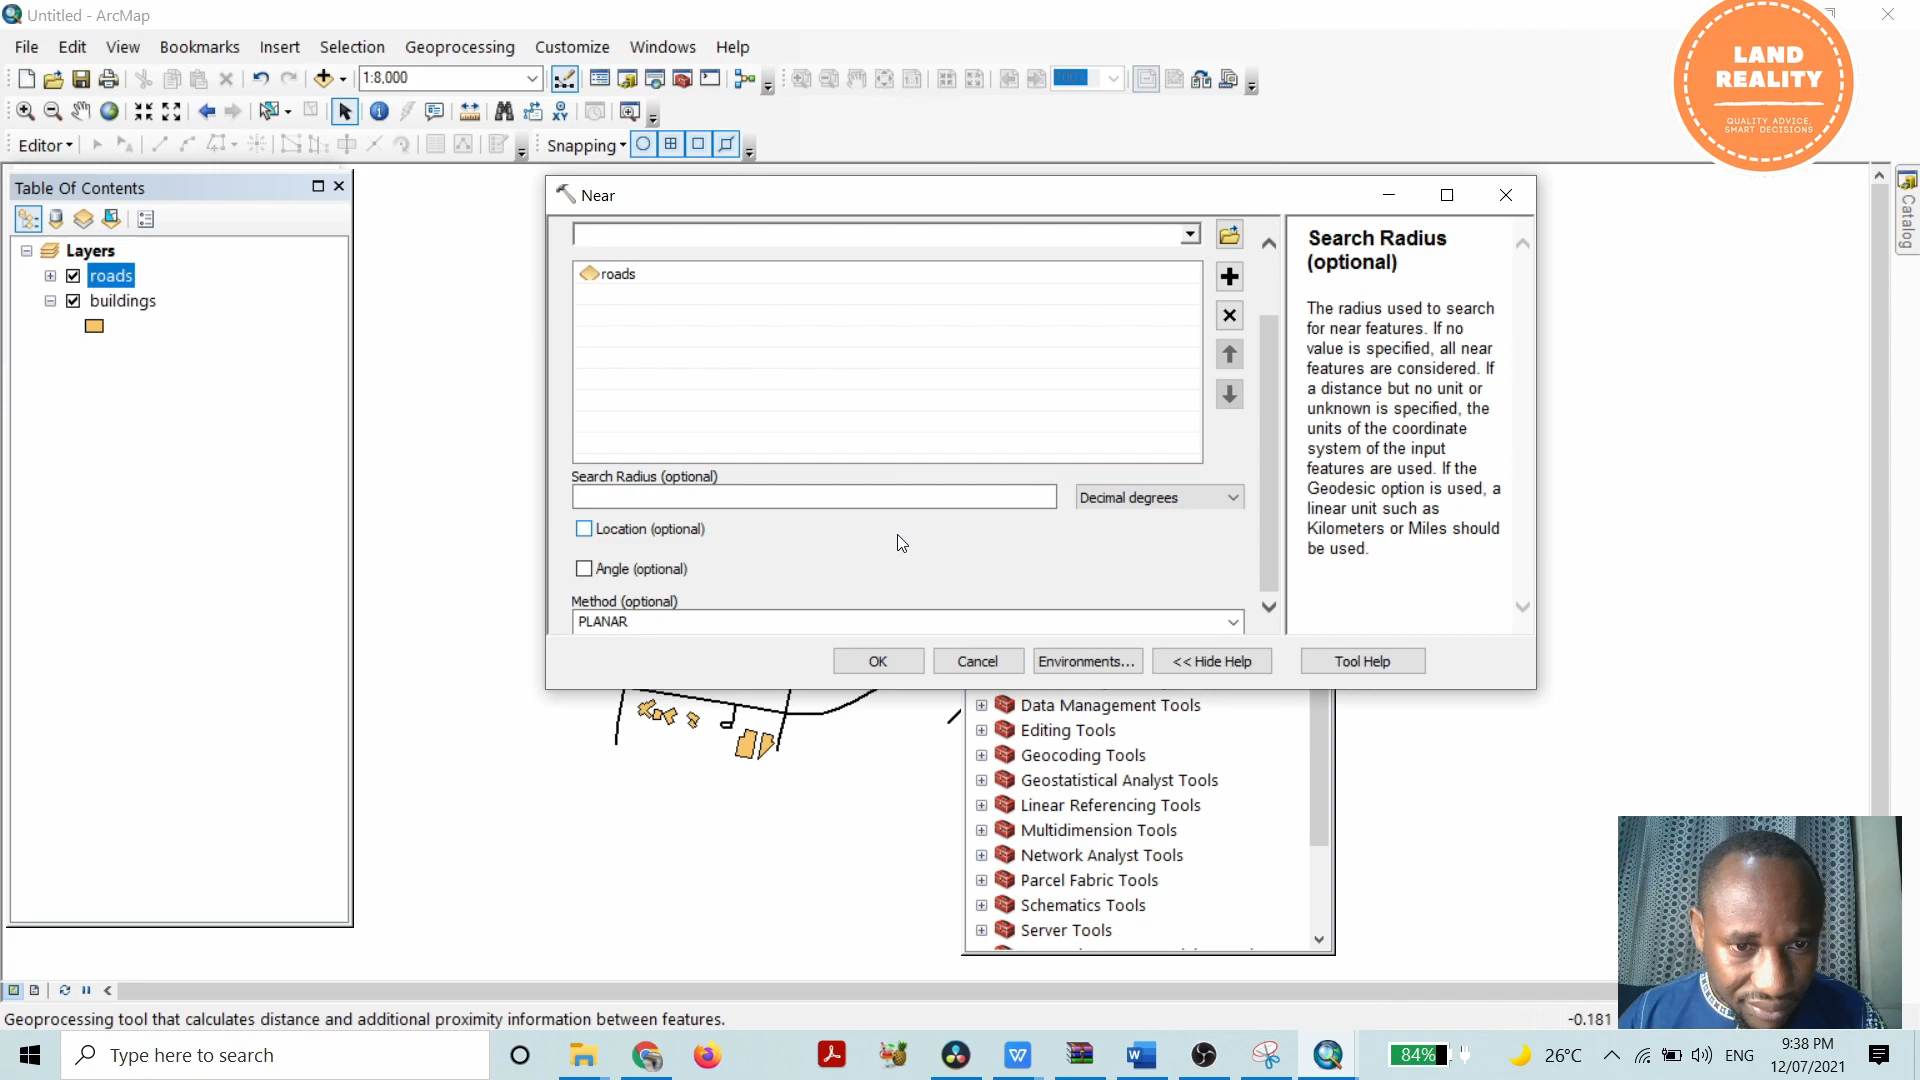 Untitled - ArcMap
LAND
REALITY
QUALITY ADVICE,
SMART DECISIONS
File Edit View Bookmarks Insert Selection Geoprocessing Customize Windows Help
1:8,000
Editor
Snapping
Table Of Contents
Layers
roads
buildings
Near
roads
Search Radius (optional)
Decimal degrees
Location (optional)
Angle (optional)
Method (optional)
PLANAR
OK Cancel Environments... << Hide Help Tool Help
Search Radius
(optional)
The radius used to search
for near features. If no
value is specified, all near
features are considered. If
a distance but no unit or
unknown is specified, the
units of the coordinate
system of the input
features are used. If the
Geodesic option is used, a
linear unit such as
Kilometers or Miles should
be used.
Catalog
Data Management Tools
Editing Tools
Geocoding Tools
Geostatistical Analyst Tools
Linear Referencing Tools
Multidimension Tools
Network Analyst Tools
Parcel Fabric Tools
Schematics Tools
Server Tools
Geoprocessing tool that calculates distance and additional proximity information between features.
-0.181
Type here to search
84%
26°C
ENG
9:38 PM
12/07/2021